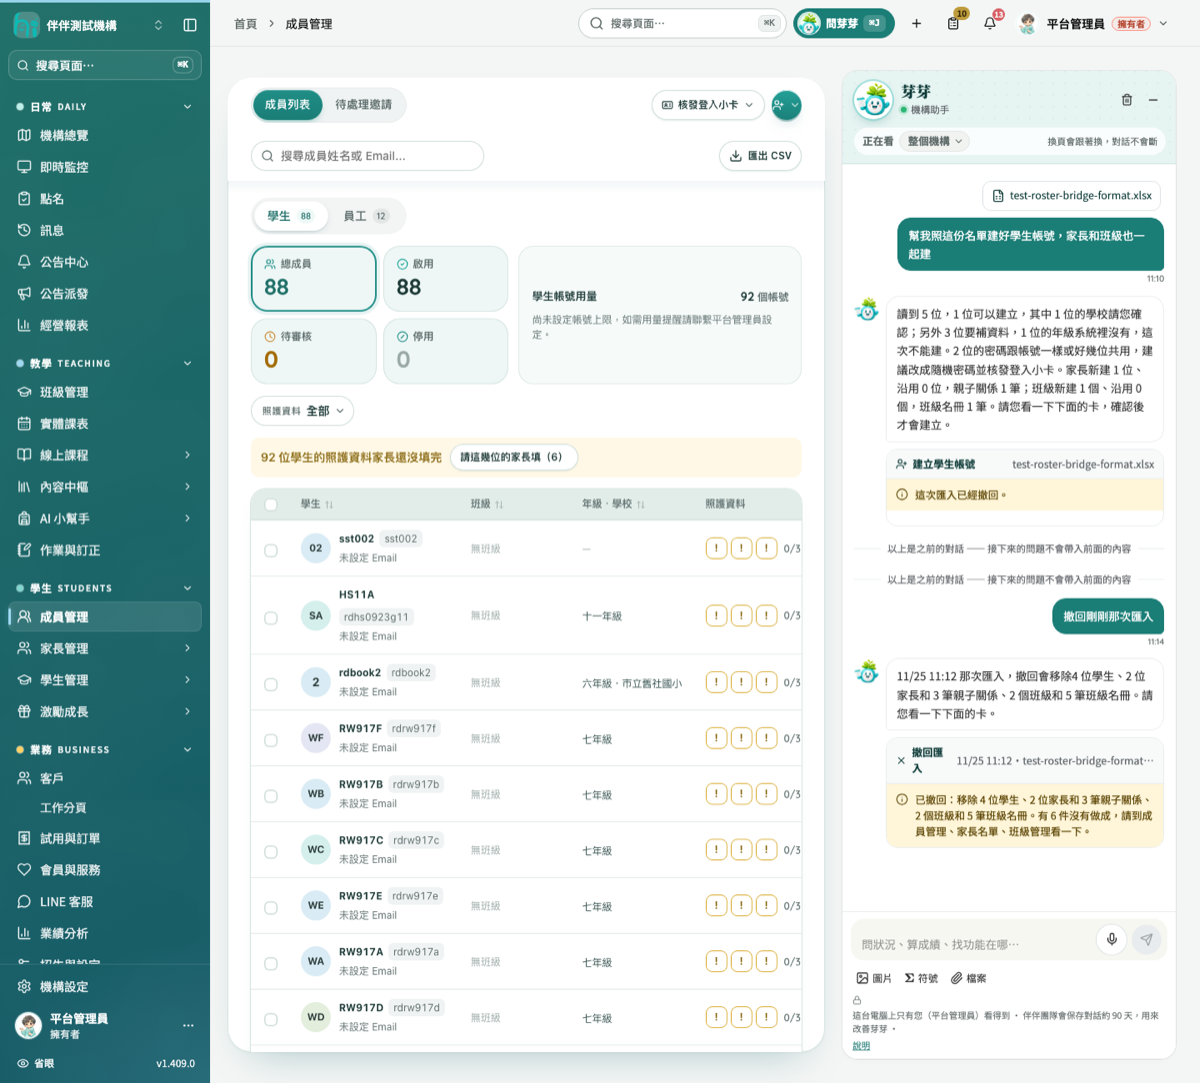 伴伴測試機構
搜尋頁面… ⌘K
日常 DAILY
機構總覽
即時監控
點名
訊息
公告中心
公告派發
經營報表
教學 TEACHING
班級管理
實體課表
線上課程
內容中樞
AI 小幫手
作業與訂正
學生 STUDENTS
成員管理
家長管理
學生管理
激勵成長
業務 BUSINESS
客戶
工作分頁
試用與訂單
會員與服務
LINE 客服
業績分析
機構設定
平台管理員
擁有者
省眼 v1.409.0
首頁 > 成員管理
搜尋頁面… ⌘K
問芽芽 ⌘J
10
13
平台管理員 擁有者
成員列表 待處理邀請
核發登入小卡
搜尋成員姓名或 Email...
匯出 CSV
學生 88 員工 12
總成員
88
啟用
88
待審核
0
停用
0
學生帳號用量 92 個帳號
尚未設定帳號上限,如需用量提醒請聯繫平台管理員設
定。
照護資料 全部
92 位學生的照護資料家長還沒填完 請這幾位的家長填(6)
學生 ↑↓ 班級 ↑↓ 年級 · 學校 ↑↓ 照護資料
02 sst002 sst002 無班級 — ! ! ! 0/3
未設定 Email
SA HS11A 無班級 十一年級 ! ! ! 0/3
rdhs0923g11
未設定 Email
2 rdbook2 rdbook2 無班級 六年級 · 市立舊社國小 ! ! ! 0/3
未設定 Email
WF RW917F rdrw917f 無班級 七年級 ! ! ! 0/3
未設定 Email
WB RW917B rdrw917b 無班級 七年級 ! ! ! 0/3
未設定 Email
WC RW917C rdrw917c 無班級 七年級 ! ! ! 0/3
未設定 Email
WE RW917E rdrw917e 無班級 七年級 ! ! ! 0/3
未設定 Email
WA RW917A rdrw917a 無班級 七年級 ! ! ! 0/3
未設定 Email
WD RW917D rdrw917d 無班級 七年級 ! ! ! 0/3
未設定 Email
芽芽
機構助手
正在看 整個機構 換頁會跟著換,對話不會斷
test-roster-bridge-format.xlsx
幫我照這份名單建好學生帳號,家長和班級也一
起建
11:10
讀到 5 位,1 位可以建立,其中 1 位的學校請您確
認;另外 3 位要補資料,1 位的年級系統裡沒有,這
次不能建。2 位的密碼跟帳號一樣或好幾位共用,建
議改成隨機密碼並核發登入小卡。家長新建 1 位、
沿用 0 位,親子關係 1 筆;班級新建 1 個、沿用 0
個,班級名冊 1 筆。請您看一下下面的卡,確認後
才會建立。
建立學生帳號 test-roster-bridge-format.xlsx
這次匯入已經撤回。
以上是之前的對話 —— 接下來的問題不會帶入前面的內容
以上是之前的對話 —— 接下來的問題不會帶入前面的內容
撤回剛剛那次匯入
11:14
11/25 11:12 那次匯入,撤回會移除4 位學生、2 位
家長和 3 筆親子關係、2 個班級和 5 筆班級名冊。請
您看一下下面的卡。
撤回匯入 11/25 11:12・test-roster-bridge-format…
已撤回:移除 4 位學生、2 位家長和 3 筆親子關係、
2 個班級和 5 筆班級名冊。有 6 件沒有做成,請到成
員管理、家長名單、班級管理看一下。
問狀況、算成績、找功能在哪…
圖片 符號 檔案
這台電腦上只有您(平台管理員)看得到・ 伴伴團隊會保存對話約 90 天,用來
改善芽芽・
說明